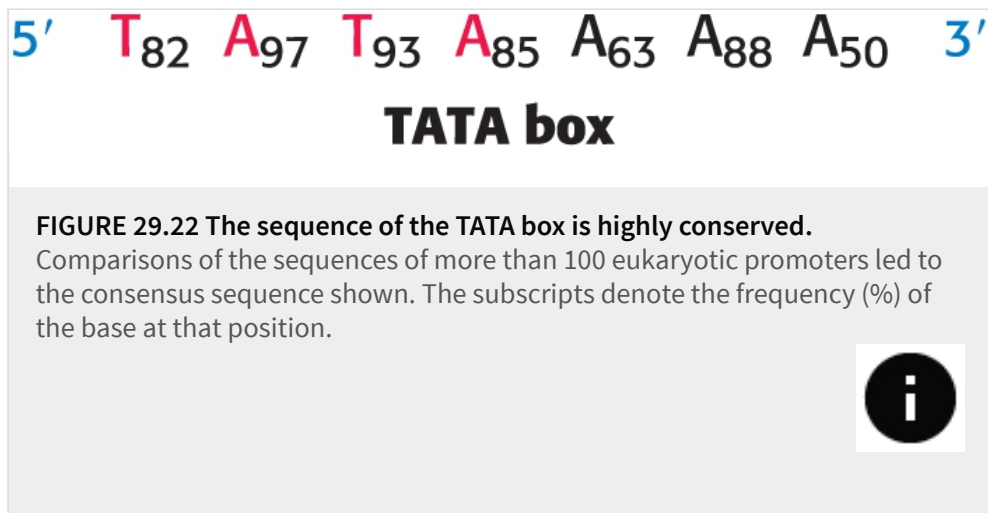 5′ T82 A97 T93 A85 A63 A88 A50 3′
TATA box
FIGURE 29.22 The sequence of the TATA box is highly conserved.
Comparisons of the sequences of more than 100 eukaryotic promoters led to
the consensus sequence shown. The subscripts denote the frequency (%) of
the base at that position.
i